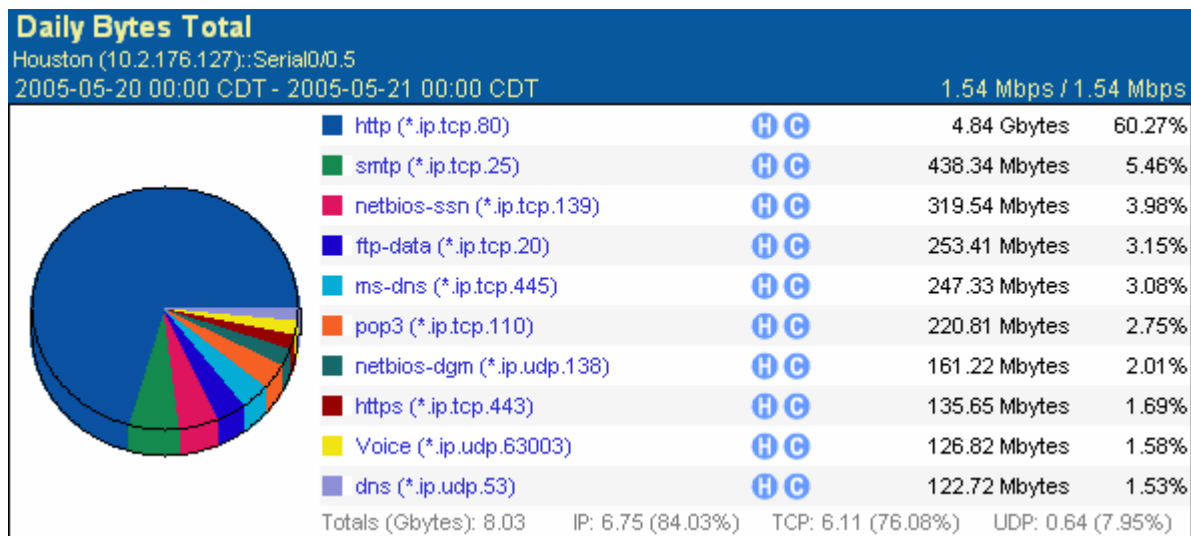 Daily Bytes Total
Houston (10.2.176.127)::Serial0/0.5
2005-05-20 00:00 CDT - 2005-05-21 00:00 CDT 1.54 Mbps / 1.54 Mbps
http (*.ip.tcp.80) H C 4.84 Gbytes 60.27%
smtp (*.ip.tcp.25) H C 438.34 Mbytes 5.46%
netbios-ssn (*.ip.tcp.139) H C 319.54 Mbytes 3.98%
ftp-data (*.ip.tcp.20) H C 253.41 Mbytes 3.15%
ms-dns (*.ip.tcp.445) H C 247.33 Mbytes 3.08%
pop3 (*.ip.tcp.110) H C 220.81 Mbytes 2.75%
netbios-dgm (*.ip.udp.138) H C 161.22 Mbytes 2.01%
https (*.ip.tcp.443) H C 135.65 Mbytes 1.69%
Voice (*.ip.udp.63003) H C 126.82 Mbytes 1.58%
dns (*.ip.udp.53) H C 122.72 Mbytes 1.53%
Totals (Gbytes): 8.03 IP: 6.75 (84.03%) TCP: 6.11 (76.08%) UDP: 0.64 (7.95%)